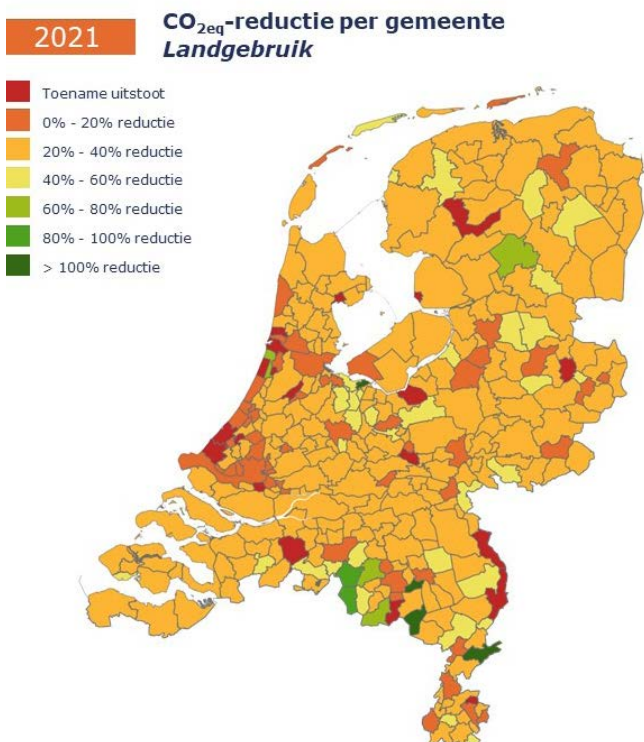 2021
CO2eq-reductie per gemeente
Landgebruik
Toename uitstoot
0% - 20% reductie
20% - 40% reductie
40% - 60% reductie
60% - 80% reductie
80% - 100% reductie
> 100% reductie